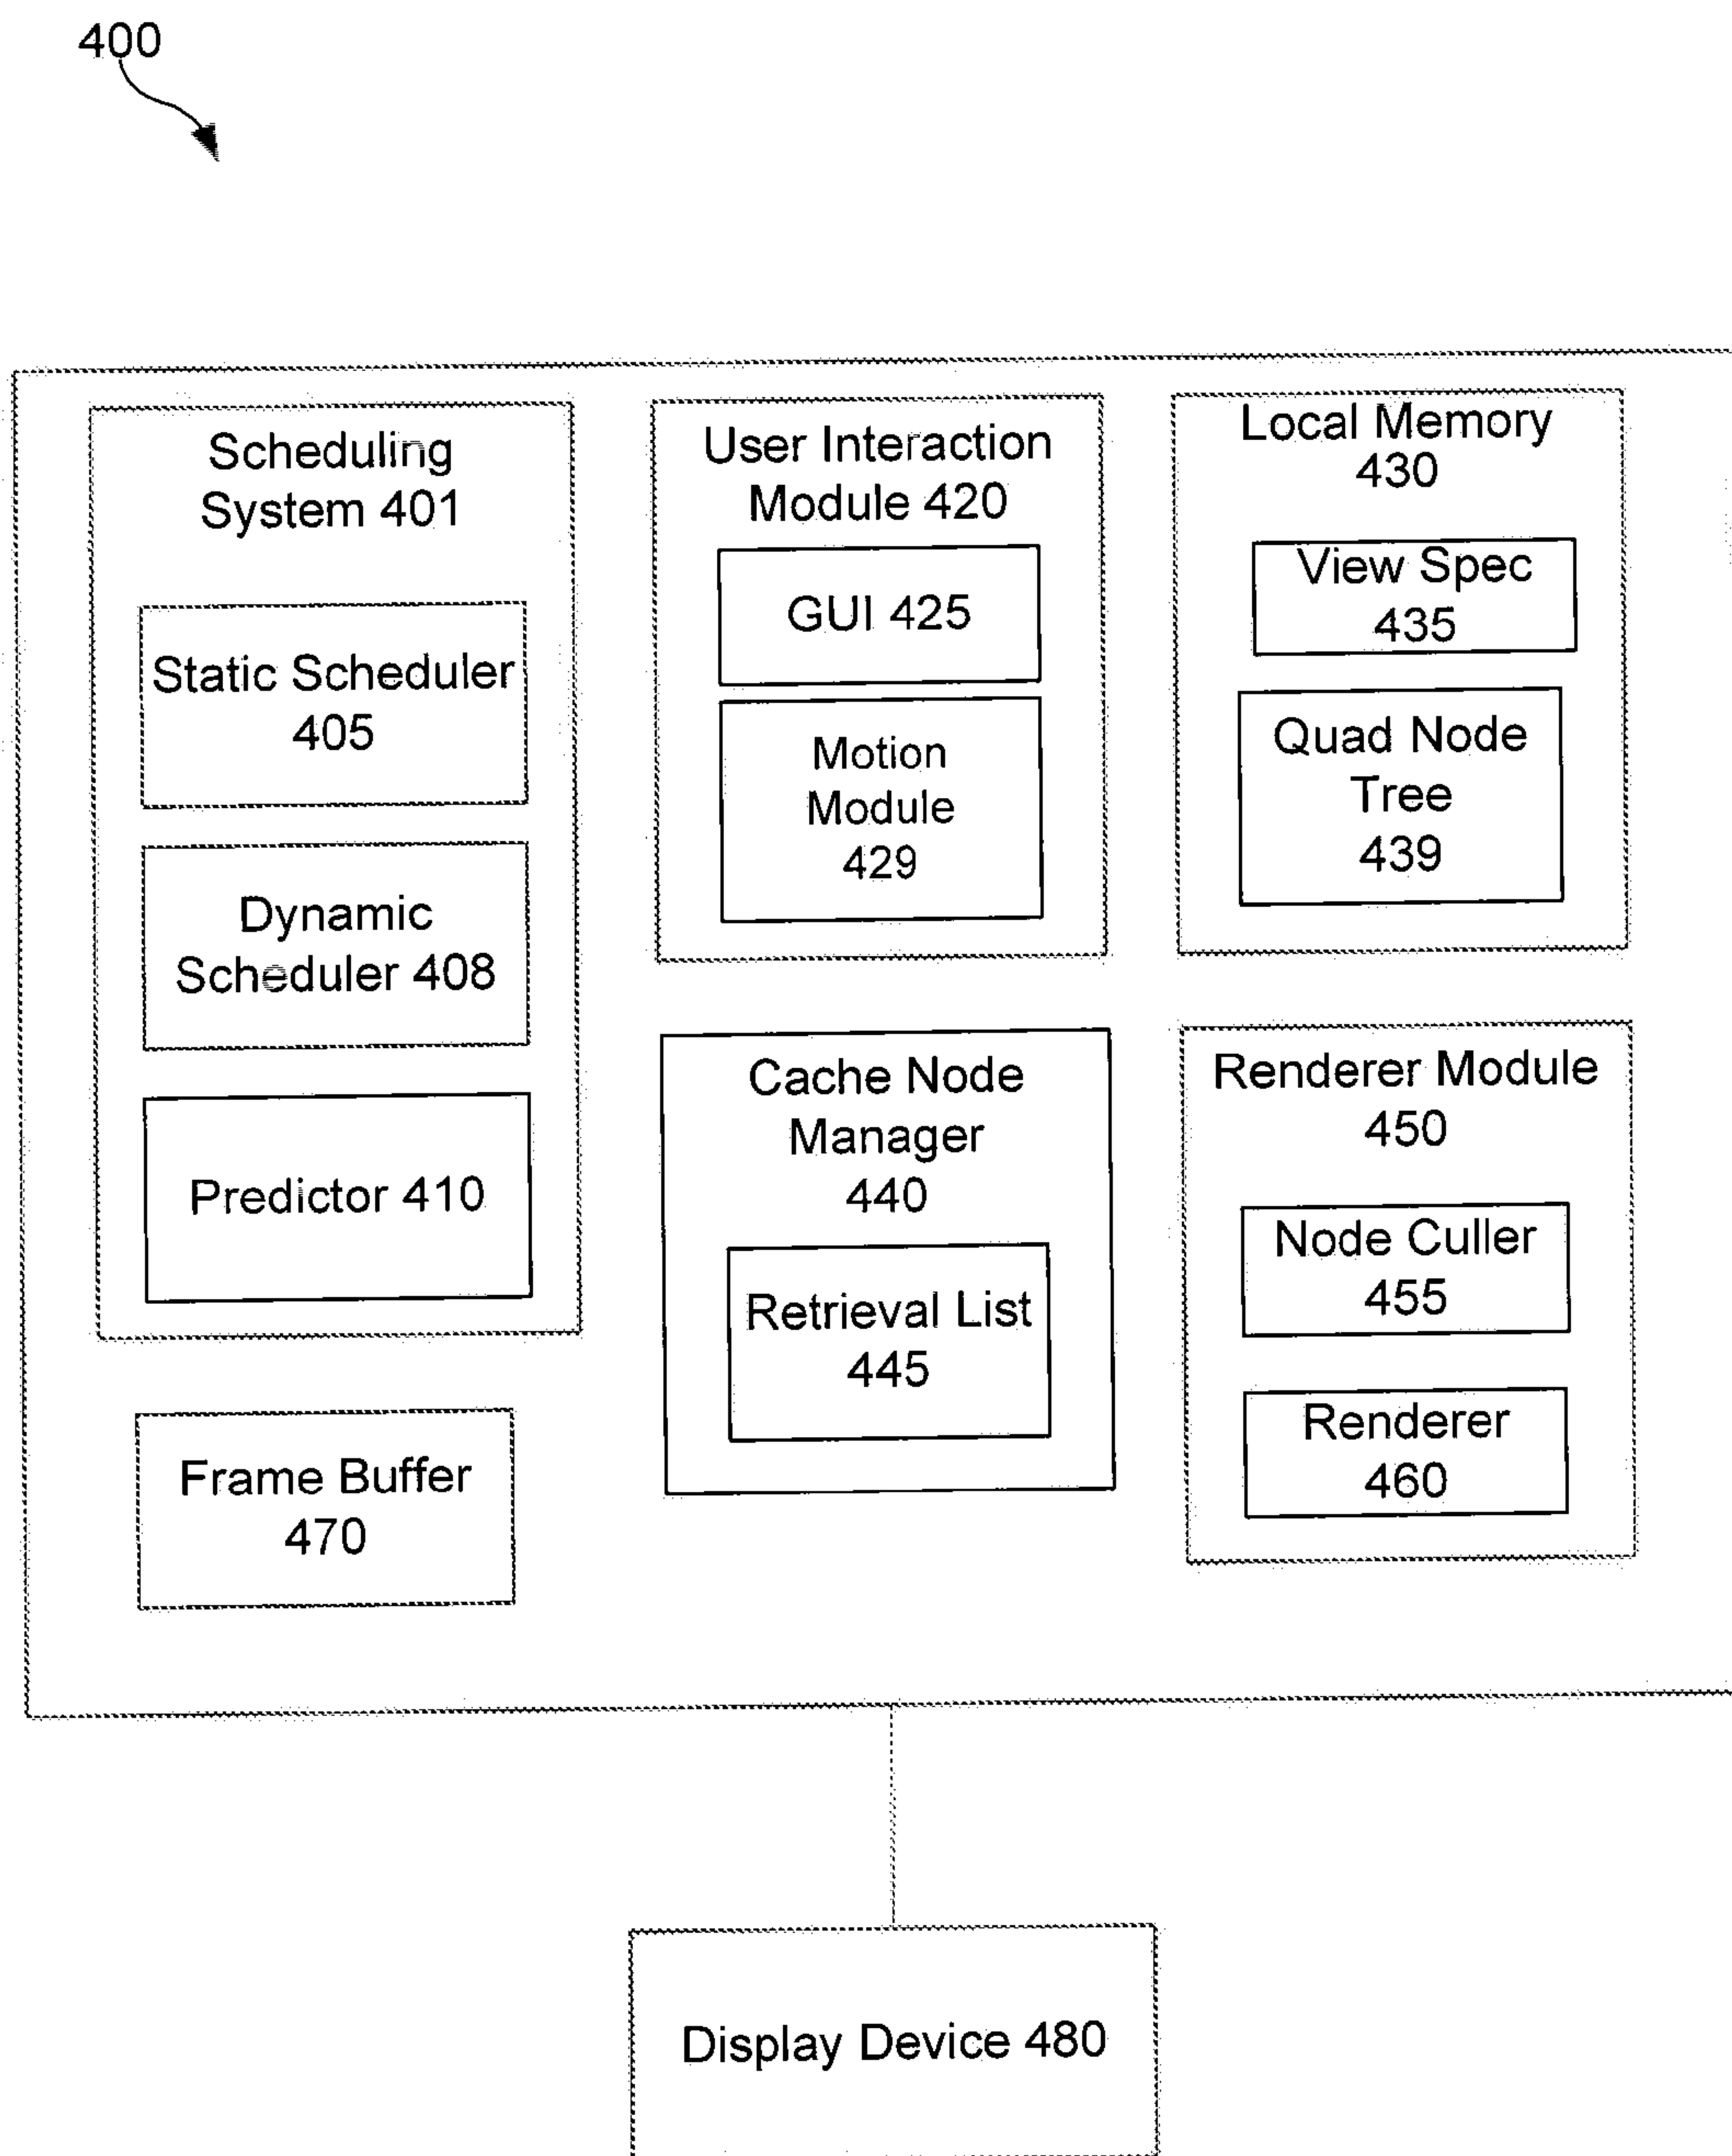 400
Scheduling
System 401
Static Scheduler
405
Dynamic
Scheduler 408
Predictor 410
Frame Buffer
470
User Interaction
Module 420
GUI 425
Motion
Module
429
Cache Node
Manager
440
Retrieval List
445
Local Memory
430
View Spec
435
Quad Node
Tree
439
Renderer Module
450
Node Culler
455
Renderer
460
Display Device 480